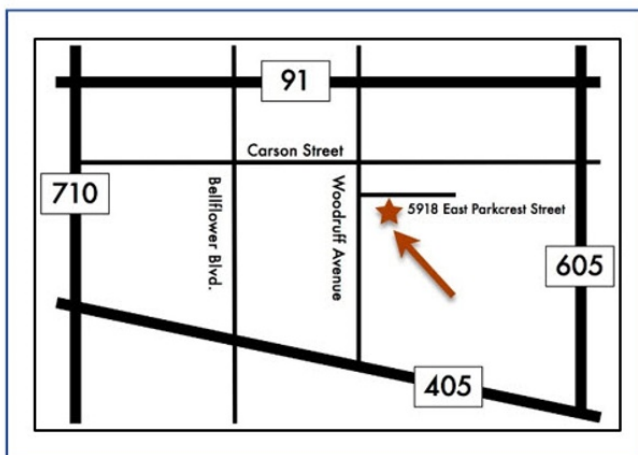 91
Carson Street
710
Bellflower Blvd.
Woodruff Avenue
5918 East Parkcrest Street
605
405